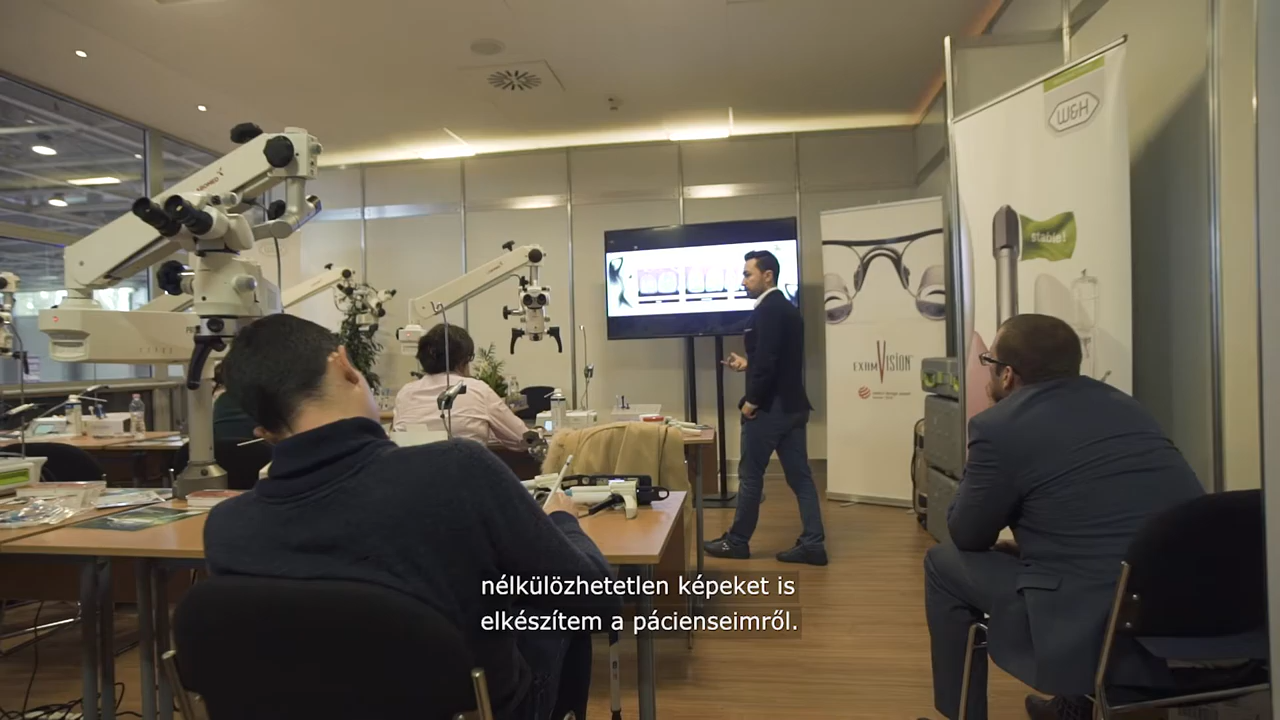 W&H
stable!
EXAMVISION
nélkülözhetetlen képeket is
elkészítem a pácienseimről.